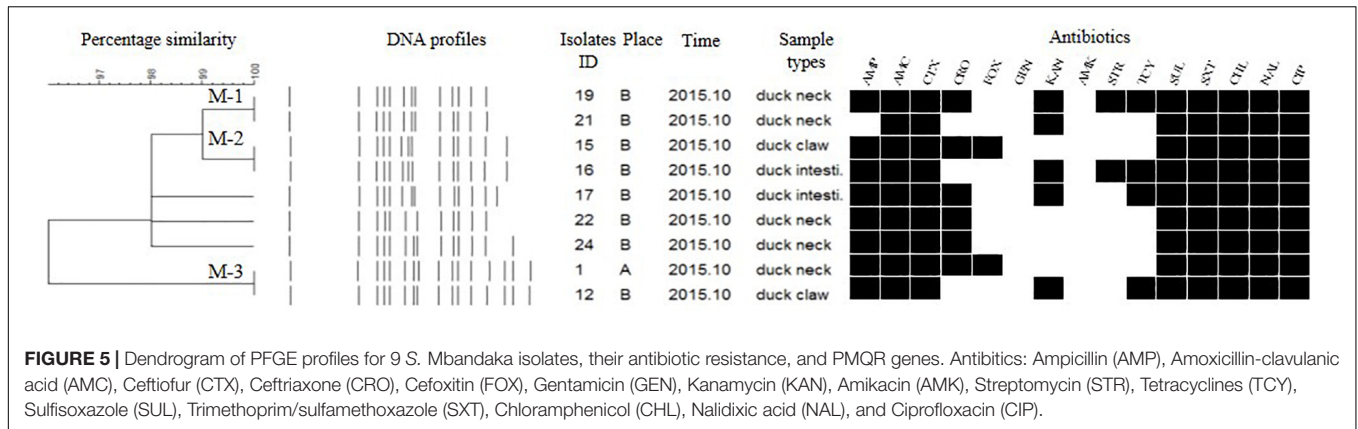 Percentage similarity DNA profiles Isolates ID Place Time Sample types Antibiotics
97 98 99 100 AMP AMC CTX CRO FOX GEN KAN AMK STR TCY SUL SXT CHL NAL CIP
M-1 19 B 2015.10 duck neck
21 B 2015.10 duck neck
M-2 15 B 2015.10 duck claw
16 B 2015.10 duck intesti.
17 B 2015.10 duck intesti.
22 B 2015.10 duck neck
24 B 2015.10 duck neck
M-3 1 A 2015.10 duck neck
12 B 2015.10 duck claw
FIGURE 5 | Dendrogram of PFGE profiles for 9 S. Mbandaka isolates, their antibiotic resistance, and PMQR genes. Antibitics: Ampicillin (AMP), Amoxicillin-clavulanic
acid (AMC), Ceftiofur (CTX), Ceftriaxone (CRO), Cefoxitin (FOX), Gentamicin (GEN), Kanamycin (KAN), Amikacin (AMK), Streptomycin (STR), Tetracyclines (TCY),
Sulfisoxazole (SUL), Trimethoprim/sulfamethoxazole (SXT), Chloramphenicol (CHL), Nalidixic acid (NAL), and Ciprofloxacin (CIP).